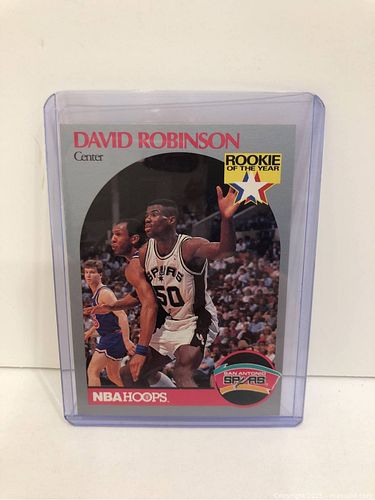 DAVID ROBINSON
Center
ROOKIE
OF THE YEAR
SPURS
50
NBA HOOPS
SAN ANTONIO
SPURS